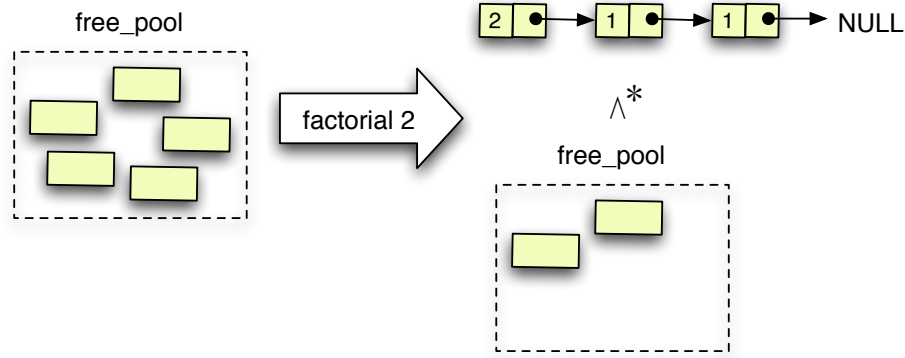 free_pool
factorial 2
2 1 1 NULL
∧*
free_pool